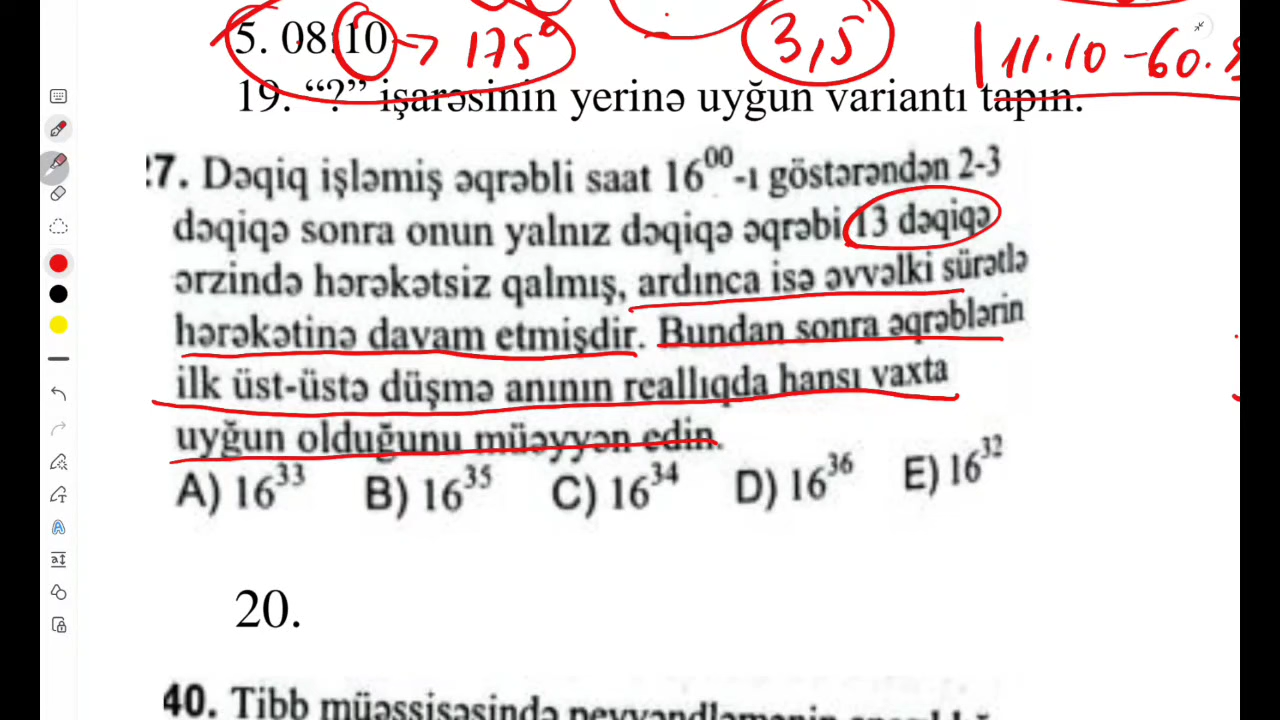 5. 08:10 → 175°
3,5
11·10 - 60.
19. “?” işarəsinin yerinə uyğun variantı tapın.
27. Dəqiq işləmiş əqrəbli saat 16⁰⁰-ı göstərəndən 2-3
dəqiqə sonra onun yalnız dəqiqə əqrəbi 13 dəqiqə
ərzində hərəkətsiz qalmış, ardınca isə əvvəlki sürətlə
hərəkətinə davam etmişdir. Bundan sonra əqrəblərin
ilk üst-üstə düşmə anının reallıqda hansı vaxta
uyğun olduğunu müəyyən edin.
A) 16³³ B) 16³⁵ C) 16³⁴ D) 16³⁶ E) 16³²
20.
40. Tibb müəssisəsində peyvəndləmənin